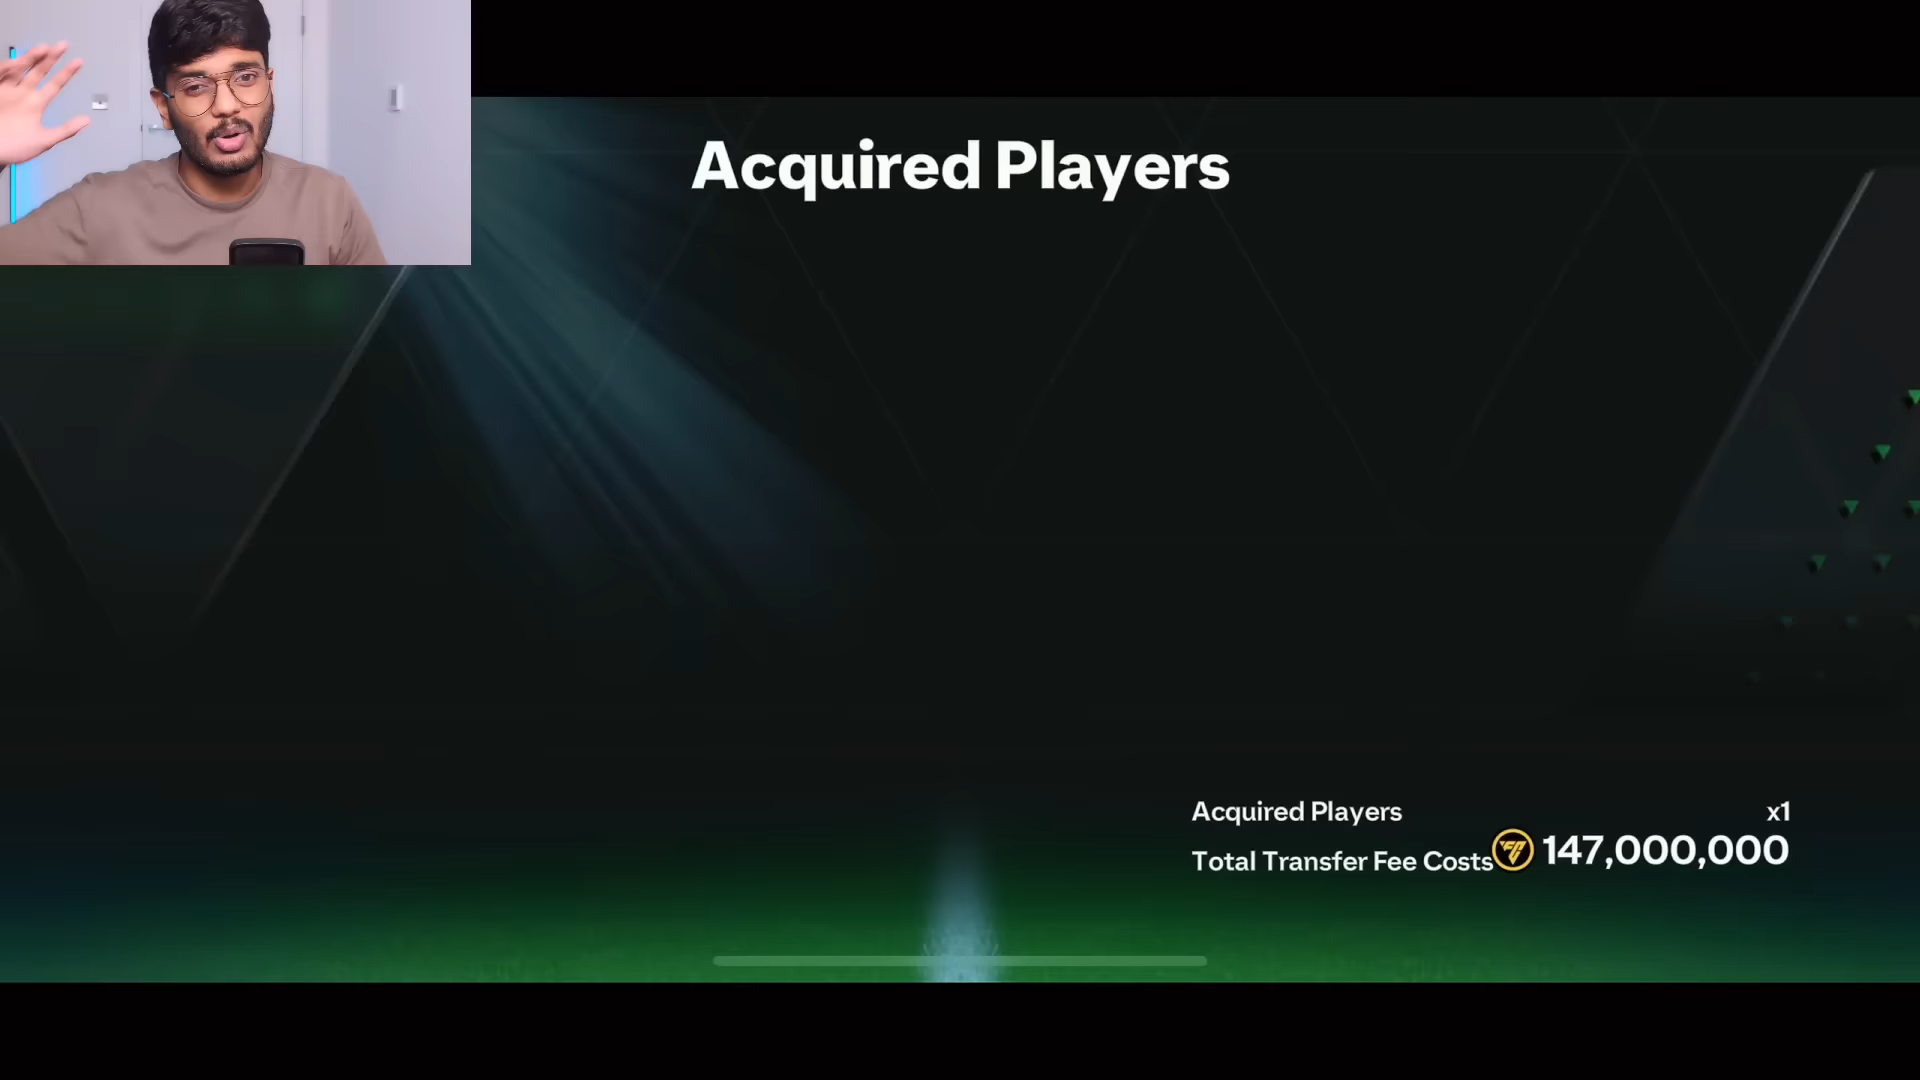 Acquired Players
Acquired Players x1
Total Transfer Fee Costs 147,000,000